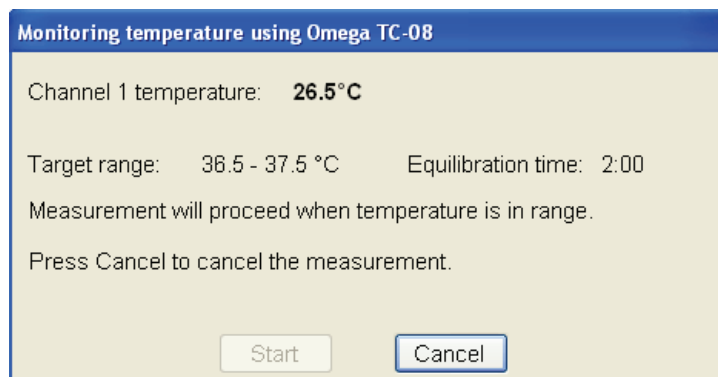 Monitoring temperature using Omega TC-08
Channel 1 temperature: 26.5°C
Target range: 36.5 - 37.5 °C Equilibration time: 2:00
Measurement will proceed when temperature is in range.
Press Cancel to cancel the measurement.
Start Cancel